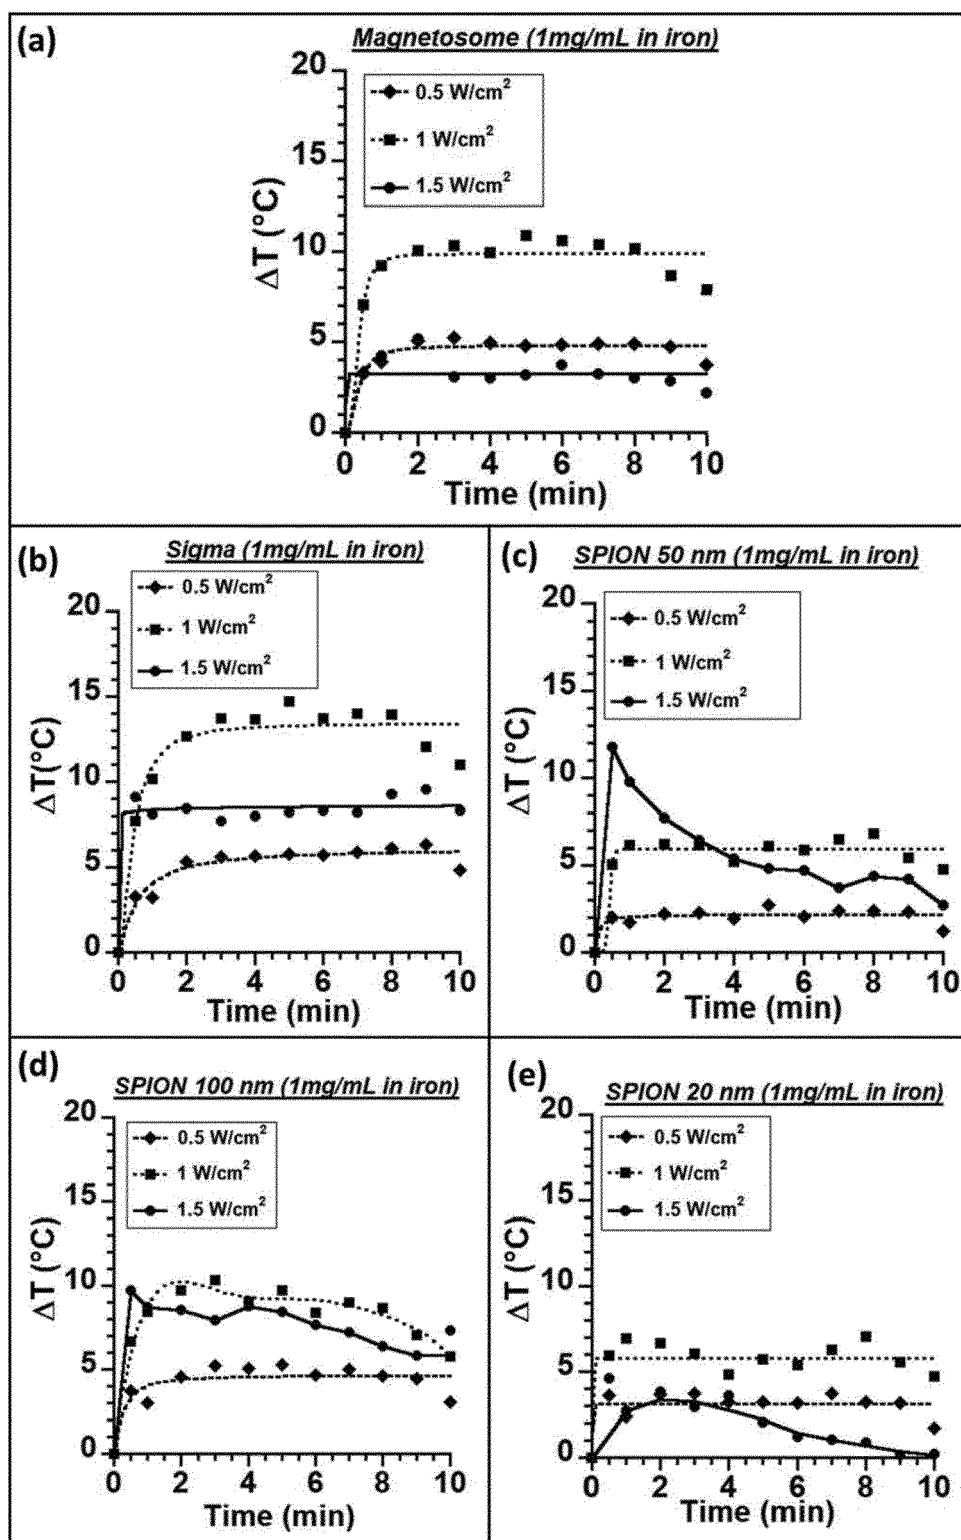 (a)
Magnetosome (1mg/mL in iron)
0.5 W/cm²
1 W/cm²
1.5 W/cm²
20
15
10
5
0
ΔT (°C)
0 2 4 6 8 10
Time (min)
(b)
Sigma (1mg/mL in iron)
0.5 W/cm²
1 W/cm²
1.5 W/cm²
20
15
10
5
0
ΔT(°C)
0 2 4 6 8 10
Time (min)
(c)
SPION 50 nm (1mg/mL in iron)
0.5 W/cm²
1 W/cm²
1.5 W/cm²
20
15
10
5
0
ΔT (°C)
0 2 4 6 8 10
Time (min)
(d)
SPION 100 nm (1mg/mL in iron)
0.5 W/cm²
1 W/cm²
1.5 W/cm²
20
15
10
5
0
ΔT (°C)
0 2 4 6 8 10
Time (min)
(e)
SPION 20 nm (1mg/mL in iron)
0.5 W/cm²
1 W/cm²
1.5 W/cm²
20
15
10
5
0
ΔT (°C)
0 2 4 6 8 10
Time (min)